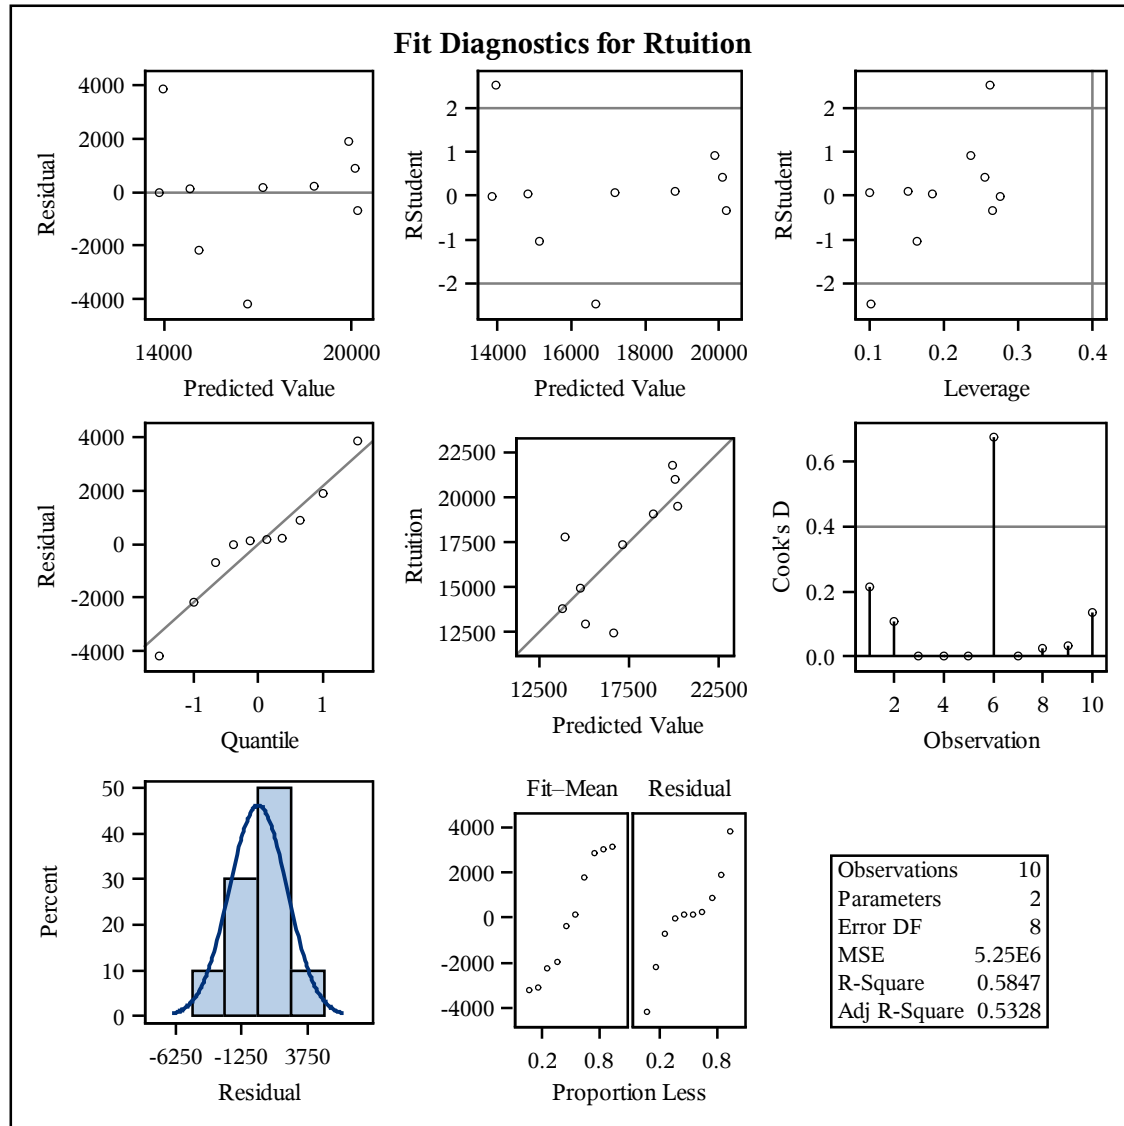 Fit Diagnostics for Rtuition
4000
2000
0
-2000
-4000
Residual
14000 20000
Predicted Value
2
1
0
-1
-2
RStudent
14000 16000 18000 20000
Predicted Value
2
1
0
-1
-2
RStudent
0.1 0.2 0.3 0.4
Leverage
4000
2000
0
-2000
-4000
Residual
-1 0 1
Quantile
22500
20000
17500
15000
12500
Rtuition
12500 17500 22500
Predicted Value
0.6
0.4
0.2
0.0
Cook's D
2 4 6 8 10
Observation
50
40
30
20
10
0
Percent
-6250 -1250 3750
Residual
Fit–Mean Residual
4000
2000
0
-2000
-4000
0.2 0.8 0.2 0.8
Proportion Less
Observations 10
Parameters 2
Error DF 8
MSE 5.25E6
R-Square 0.5847
Adj R-Square 0.5328